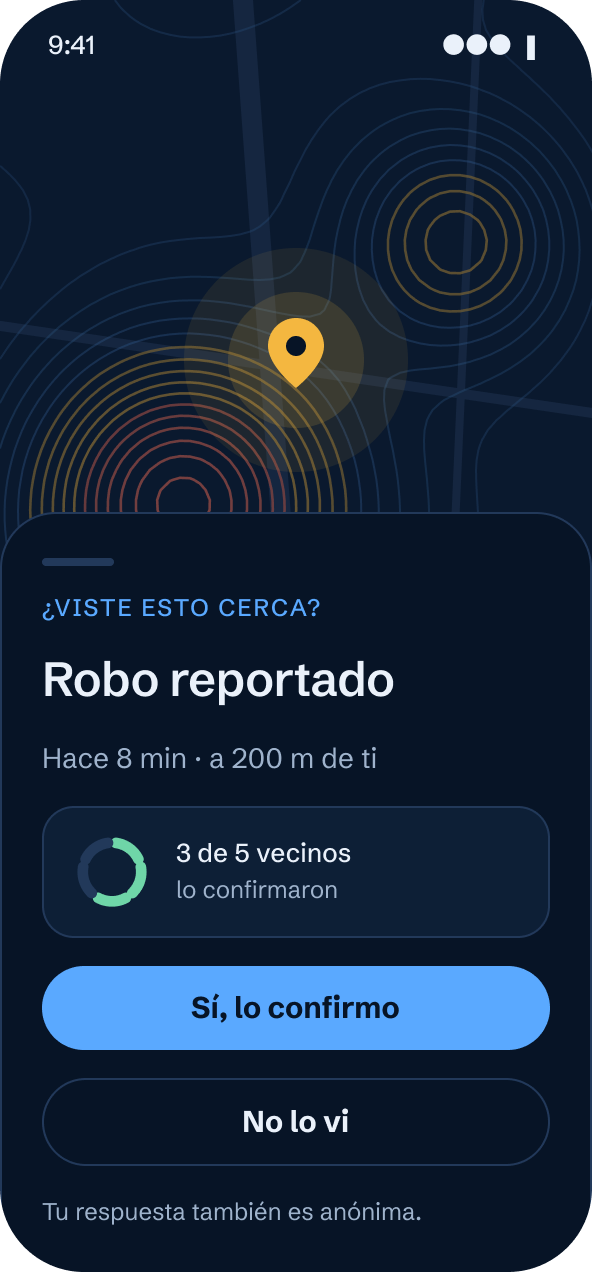 9:41
¿VISTE ESTO CERCA?
Robo reportado
Hace 8 min · a 200 m de ti
3 de 5 vecinos
lo confirmaron
Sí, lo confirmo
No lo vi
Tu respuesta también es anónima.